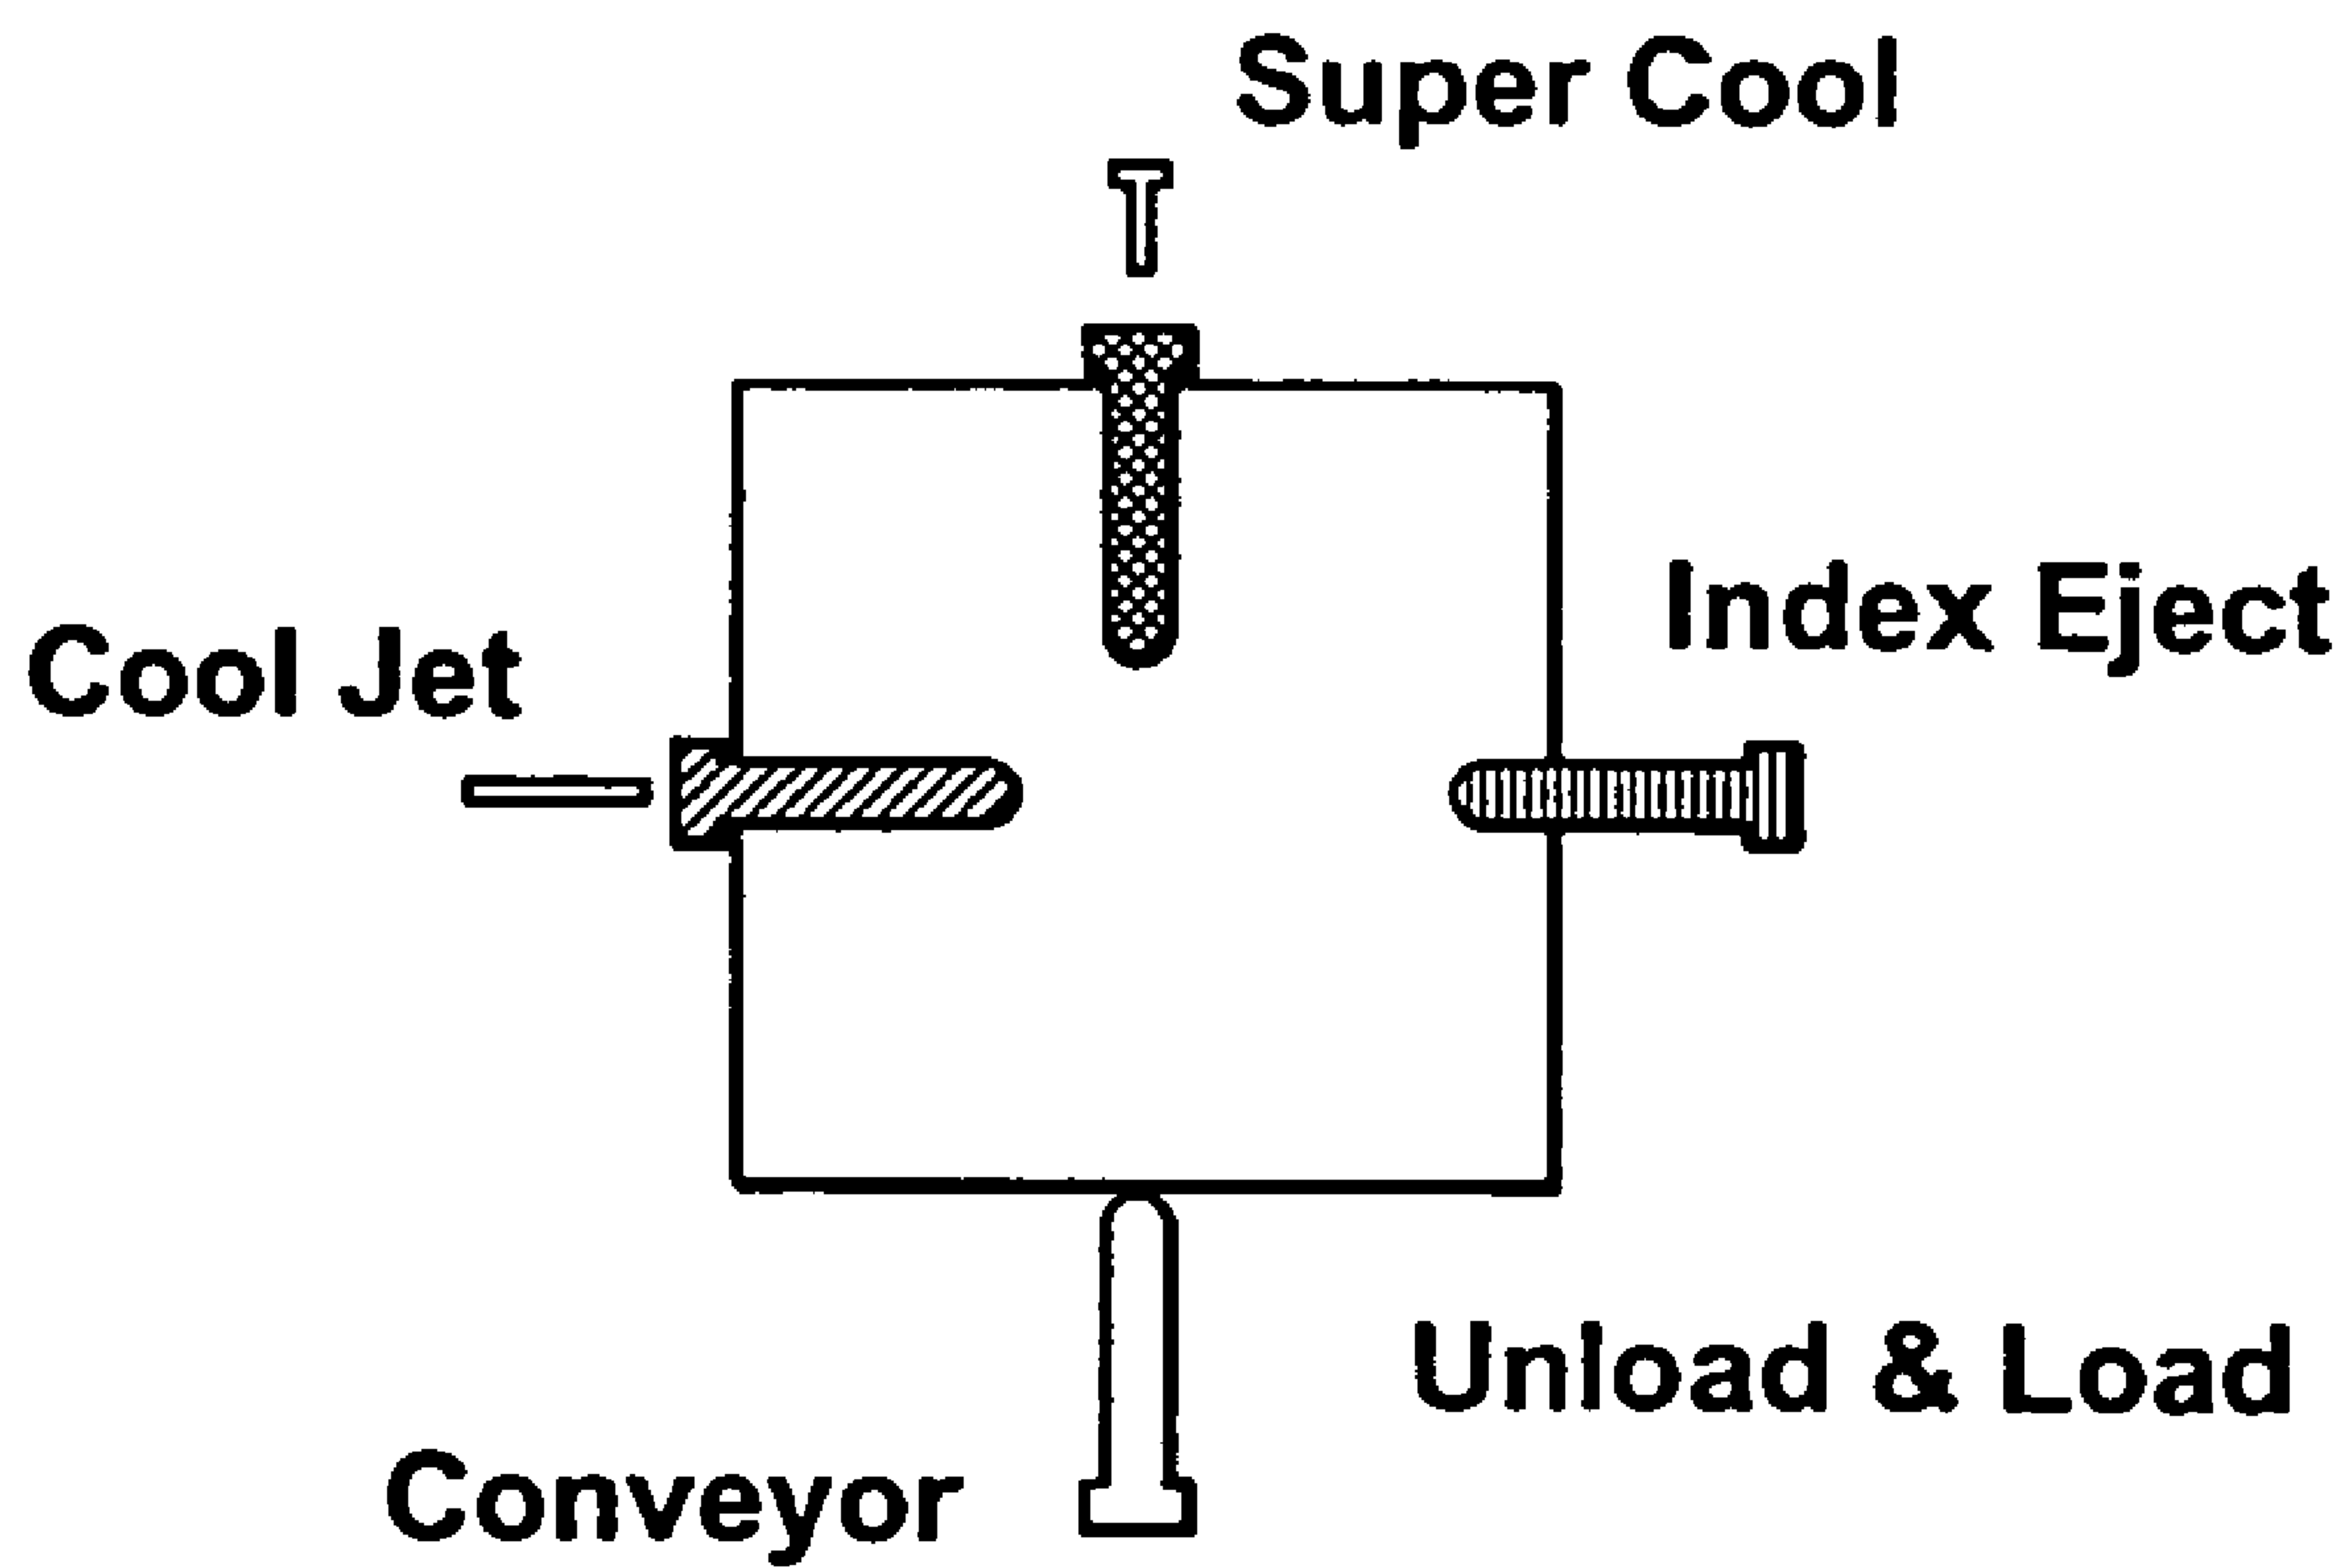 Super Cool
Index Eject
Cool Jet
Unload & Load
Conveyor